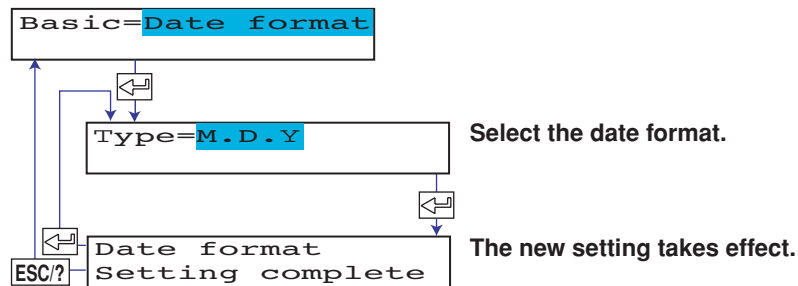 Basic=Date format
Type=M.D.Y
Select the date format.
Date format
Setting complete
The new setting takes effect.
ESC/?